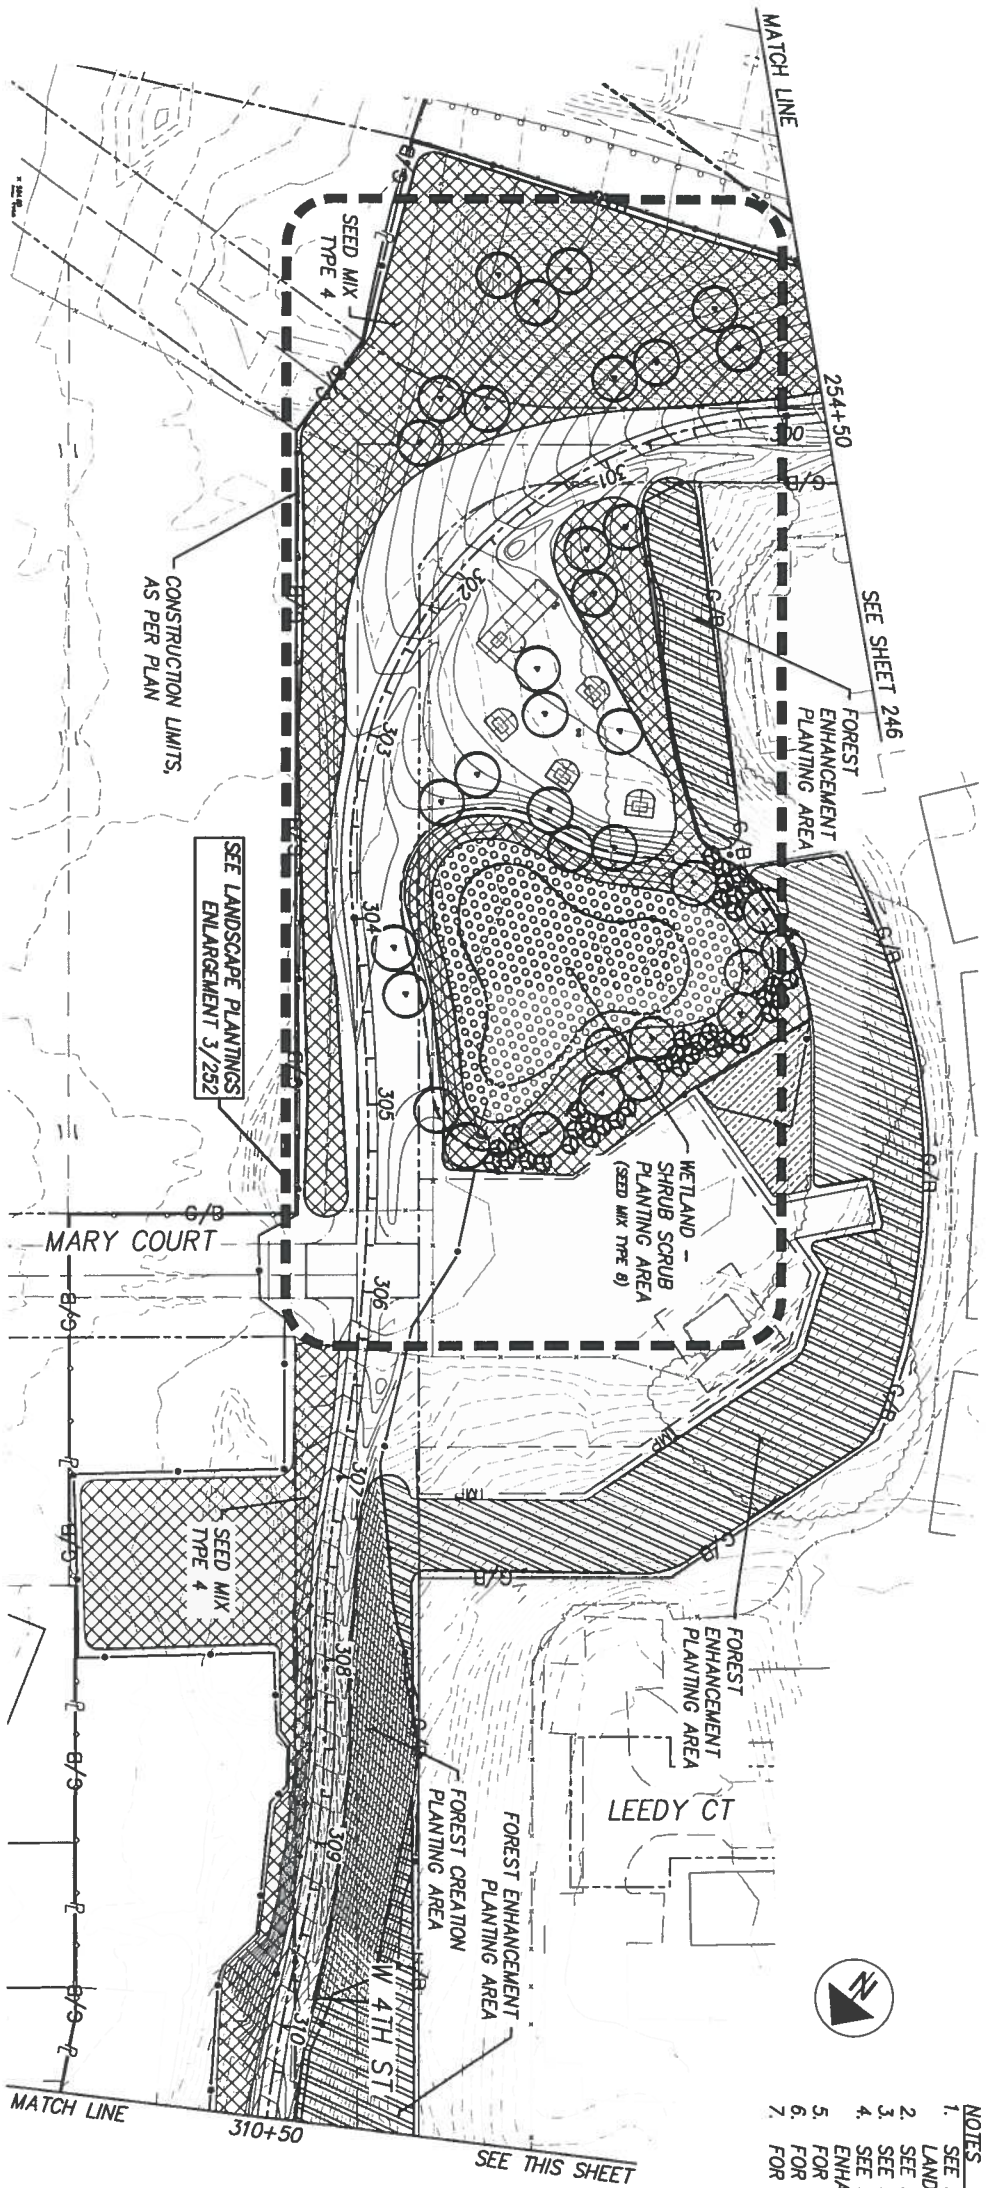 MATCH LINE
254+50
SEE SHEET 246
SEED MIX
TYPE 4
300
301
302
303
304
305
306
307
308
309
310
CONSTRUCTION LIMITS,
AS PER PLAN
FOREST
ENHANCEMENT
PLANTING AREA
SEE LANDSCAPE PLANTINGS
ENLARGEMENT 3/252
WETLAND -
SHRUB SCRUB
PLANTING AREA
(SEED MIX TYPE 8)
MARY COURT
SEED MIX
TYPE 4
FOREST
ENHANCEMENT
PLANTING AREA
LEEDY CT
FOREST CREATION
PLANTING AREA
FOREST ENHANCEMENT
PLANTING AREA
W 4TH ST
N
MATCH LINE
310+50
SEE THIS SHEET
G/B
G/B
G/B
G/B
G/B
G/B
G/B
G/B
G/B
G/B
G/B
G/B
IMP
IMP
NOTES
1. SEE
LAND
2. SEE
3. SEE
4. SEE
ENHA
5. FOR
6. FOR
7. FOR